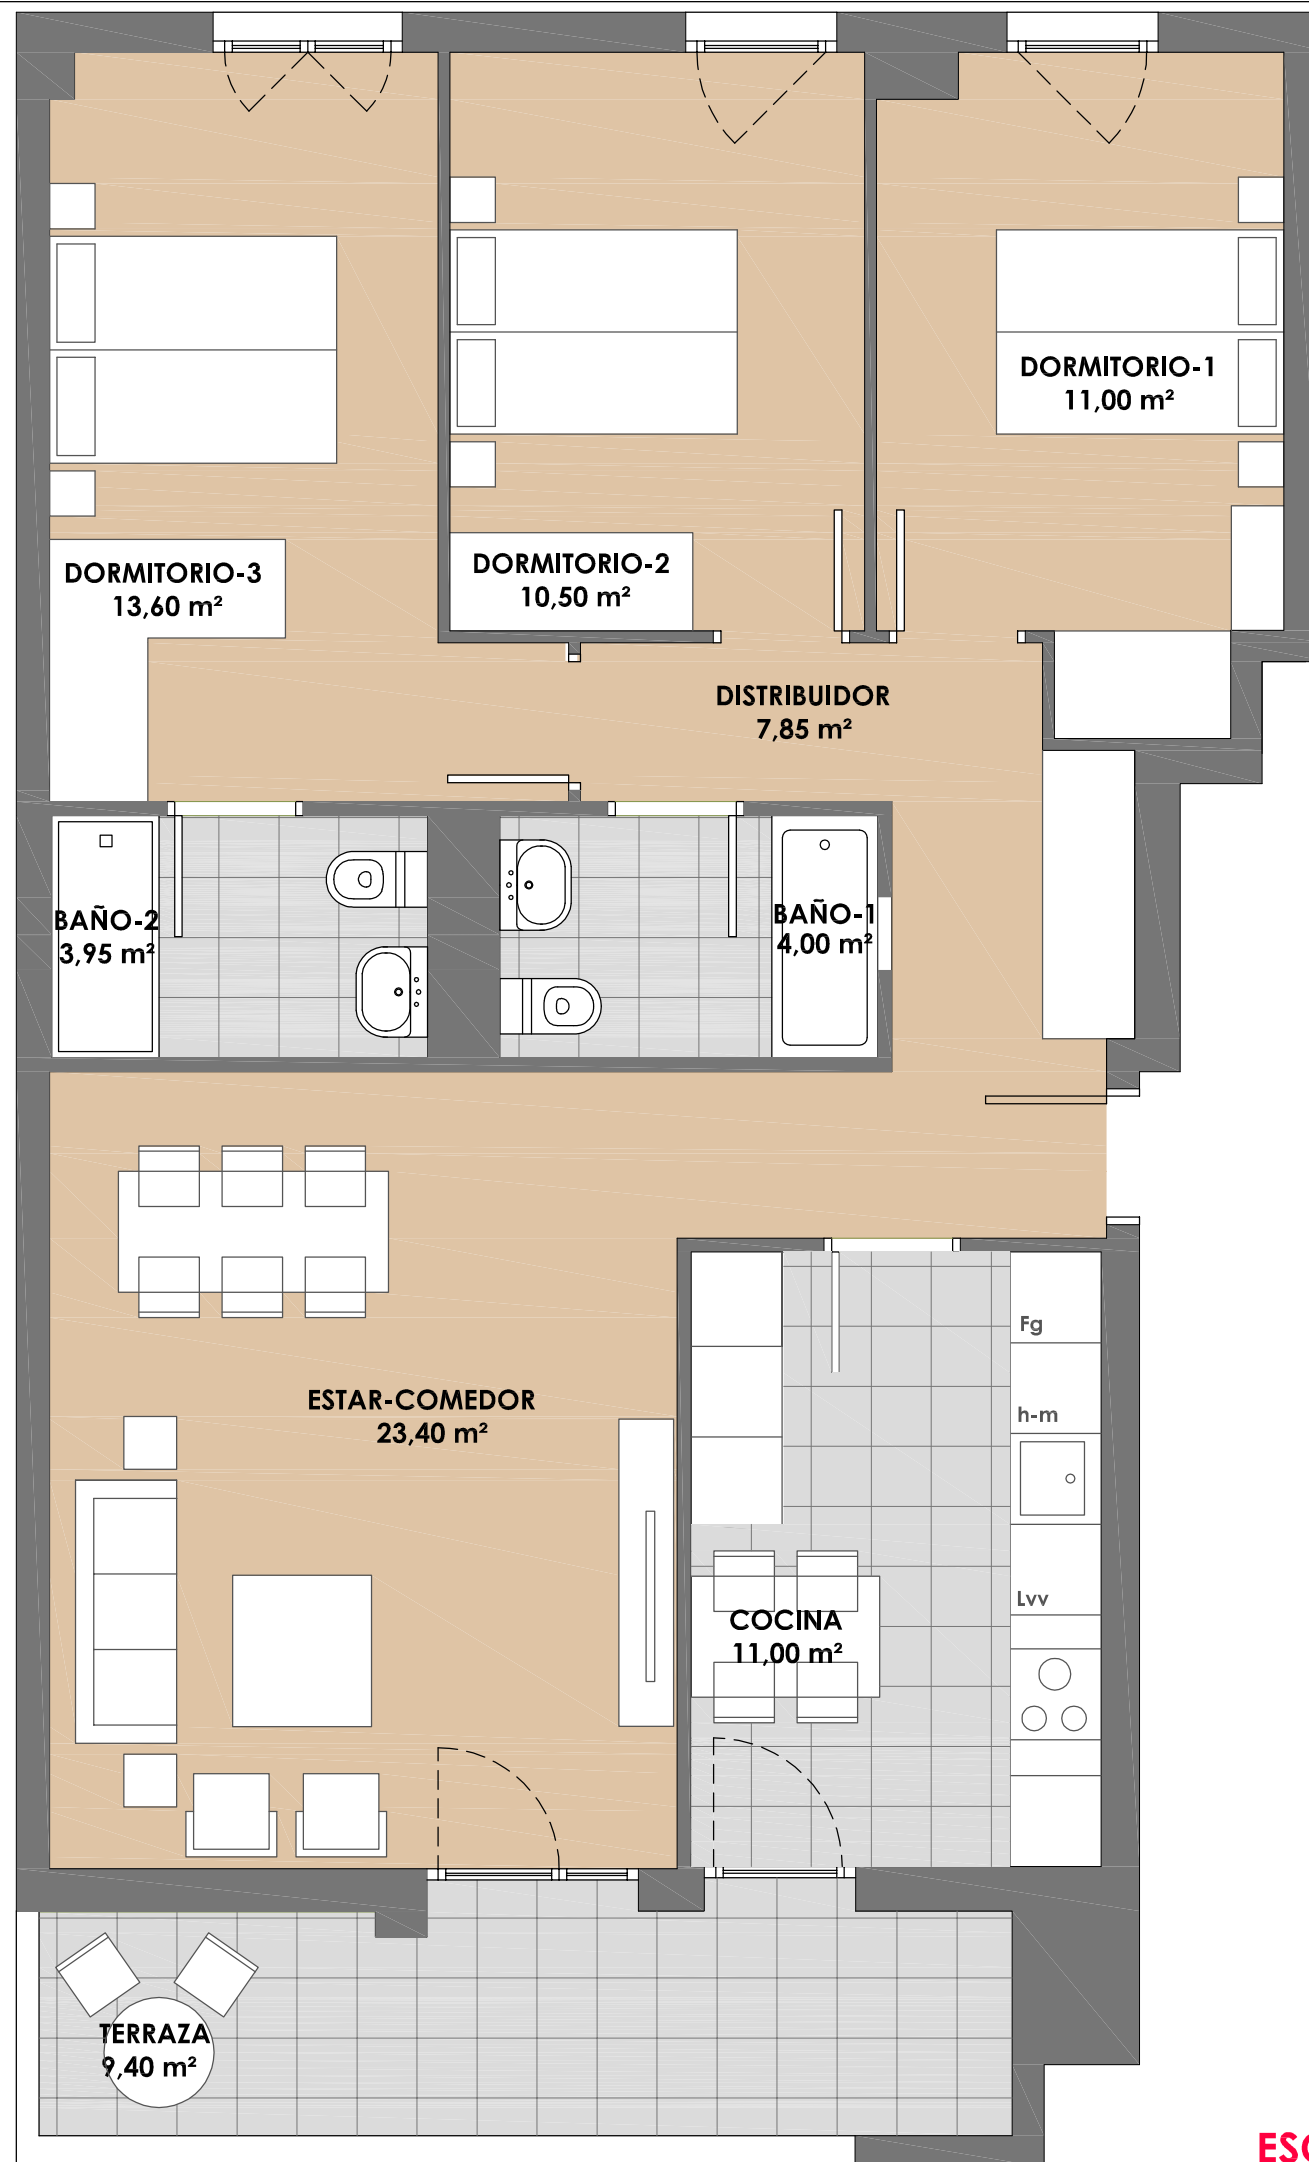 DORMITORIO-1
11,00 m²
DORMITORIO-2
10,50 m²
DORMITORIO-3
13,60 m²
DISTRIBUIDOR
7,85 m²
BAÑO-2
3,95 m²
BAÑO-1
4,00 m²
Fg
h-m
ESTAR-COMEDOR
23,40 m²
Lvv
COCINA
11,00 m²
TERRAZA
9,40 m²